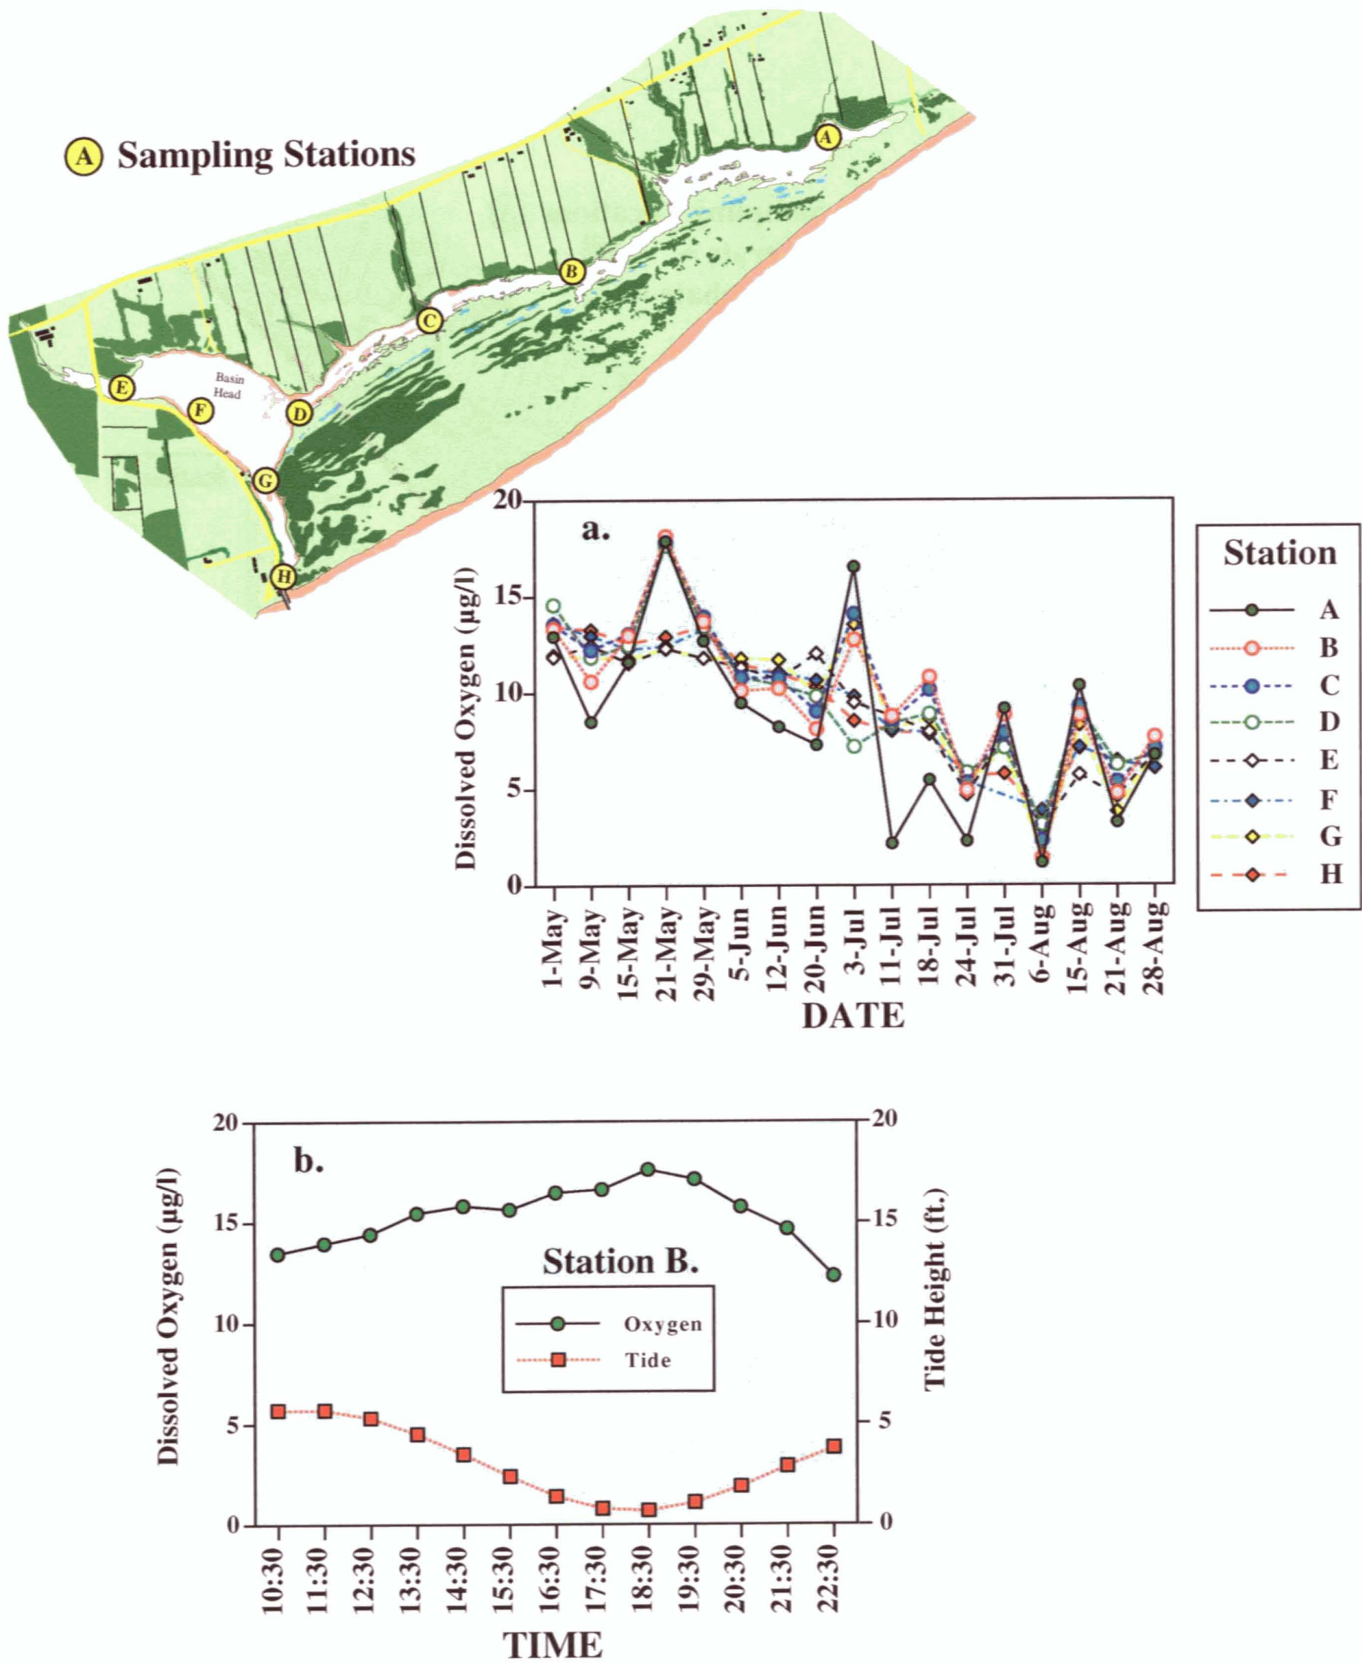 A Sampling Stations
A
B
C
Basin
Head
E
F
D
G
H
a.
20
15
10
5
0
Dissolved Oxygen (µg/l)
1-May
9-May
15-May
21-May
29-May
5-Jun
12-Jun
20-Jun
3-Jul
11-Jul
18-Jul
24-Jul
31-Jul
6-Aug
15-Aug
21-Aug
28-Aug
DATE
Station
A
B
C
D
E
F
G
H
b.
20
15
10
5
0
Dissolved Oxygen (µg/l)
Station B.
Oxygen
Tide
20
15
10
5
0
Tide Height (ft.)
10:30
11:30
12:30
13:30
14:30
15:30
16:30
17:30
18:30
19:30
20:30
21:30
22:30
TIME